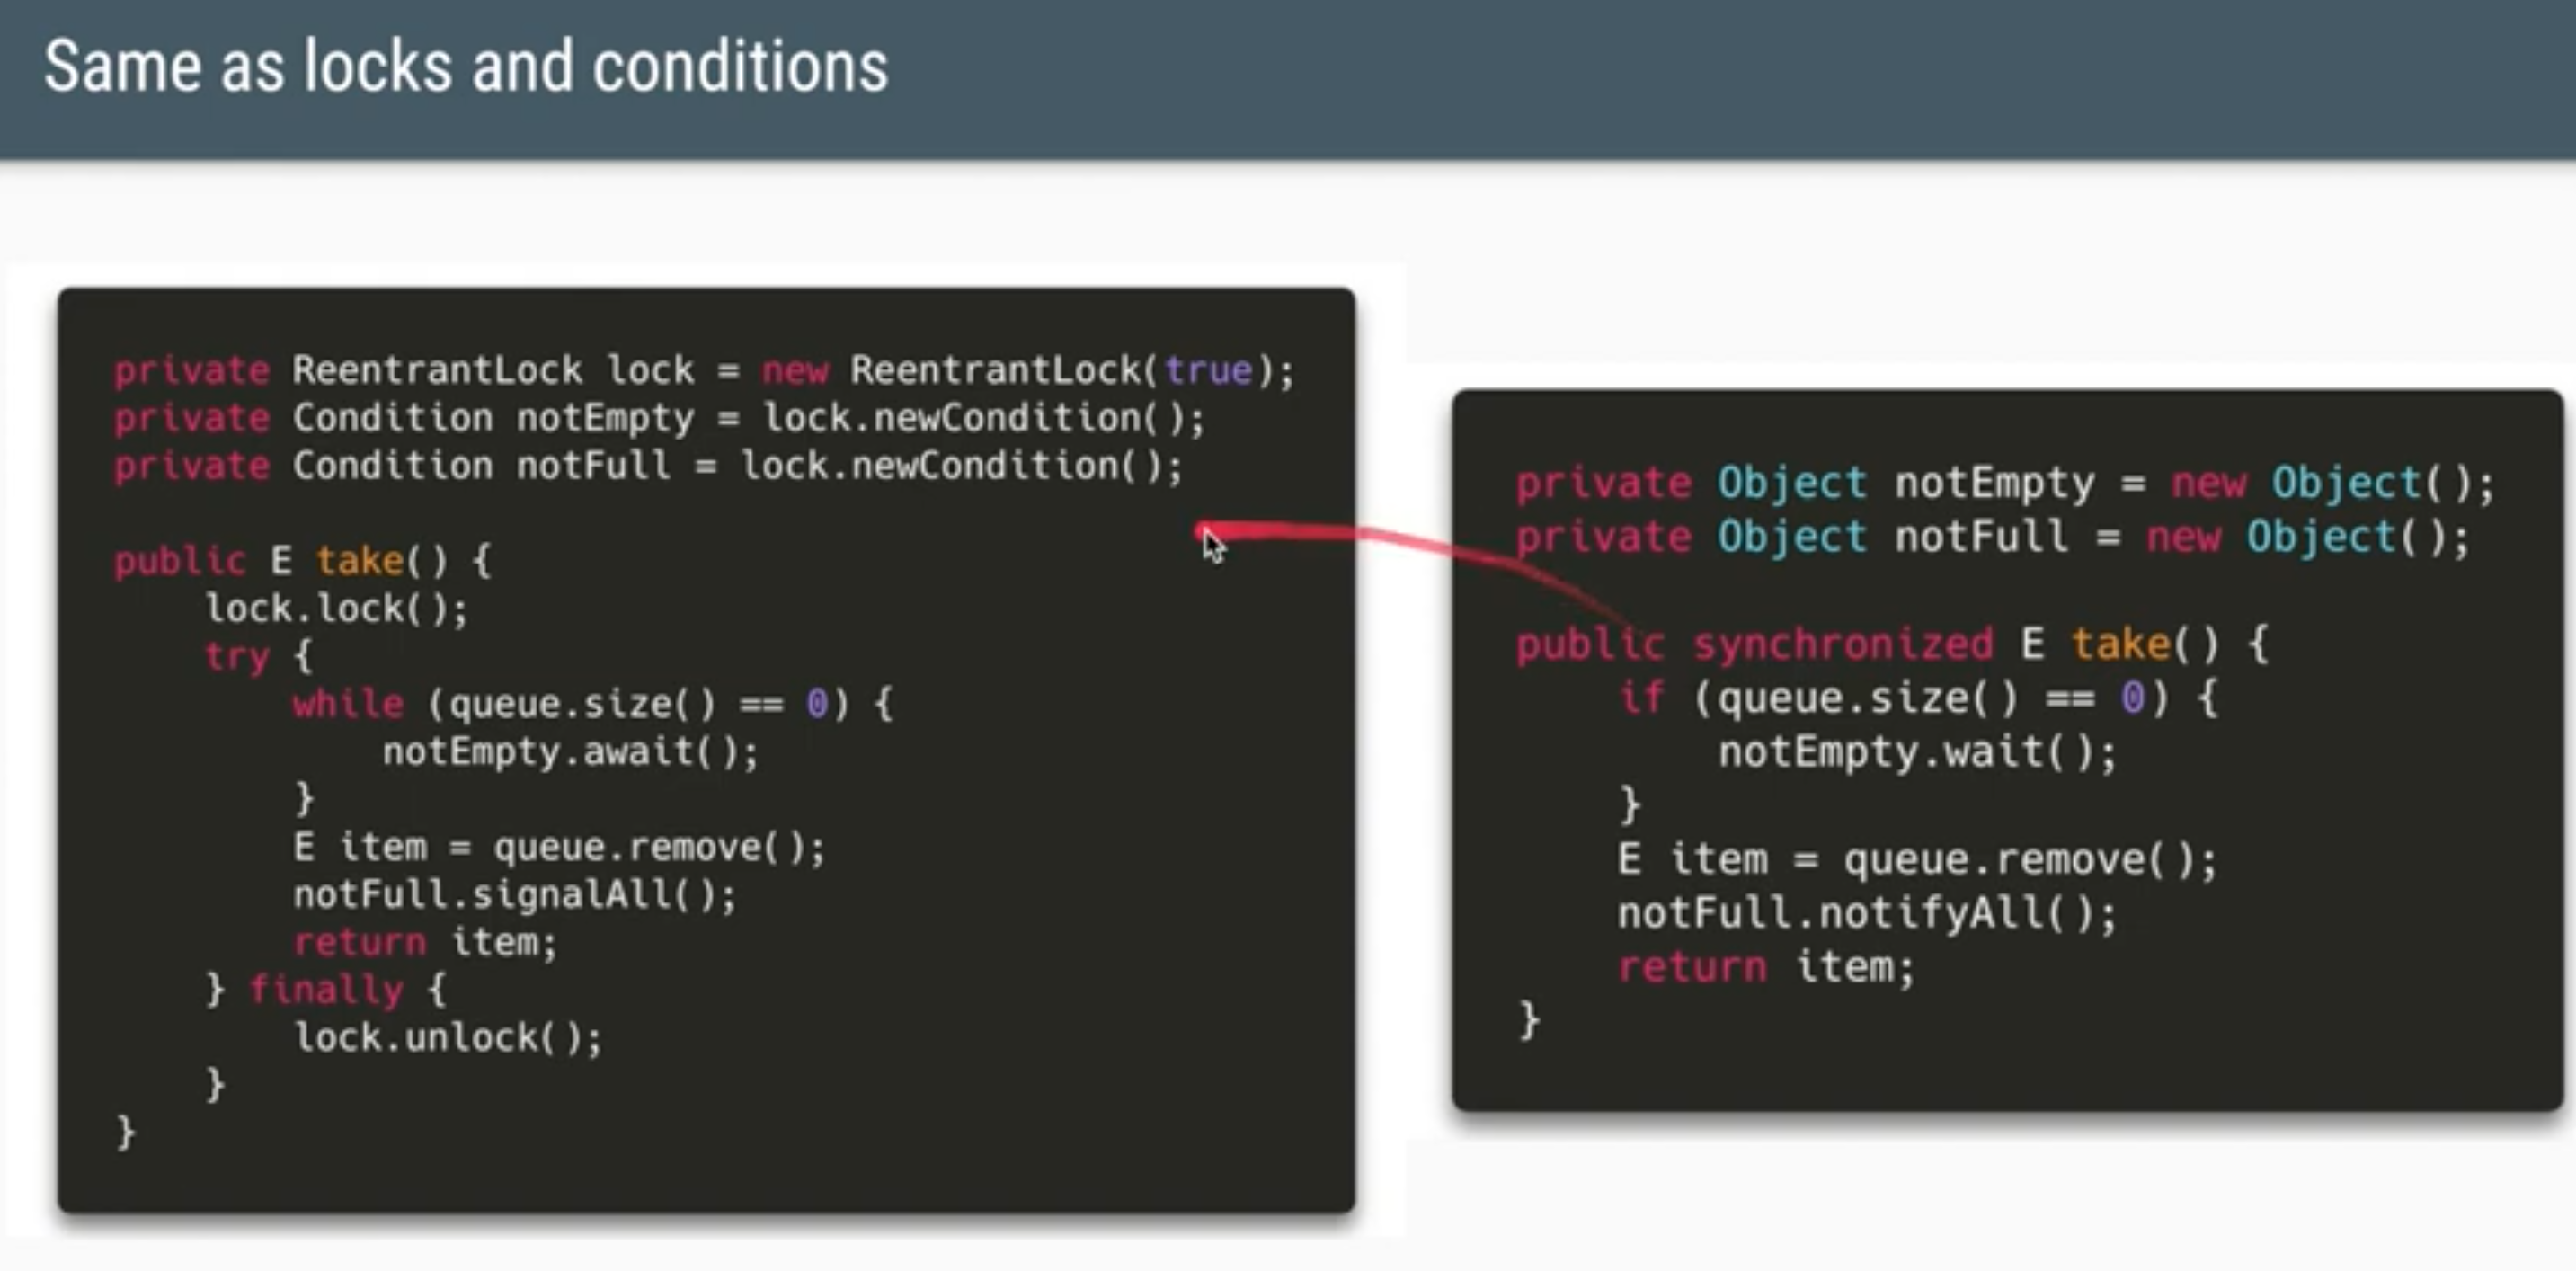 Same as locks and conditions
private ReentrantLock lock = new ReentrantLock(true);
private Condition notEmpty = lock.newCondition();
private Condition notFull = lock.newCondition();
public E take() {
lock.lock();
try {
while (queue.size() == 0) {
notEmpty.await();
}
E item = queue.remove();
notFull.signalAll();
return item;
} finally {
lock.unlock();
}
}
private Object notEmpty = new Object();
private Object notFull = new Object();
public synchronized E take() {
if (queue.size() == 0) {
notEmpty.wait();
}
E item = queue.remove();
notFull.notifyAll();
return item;
}